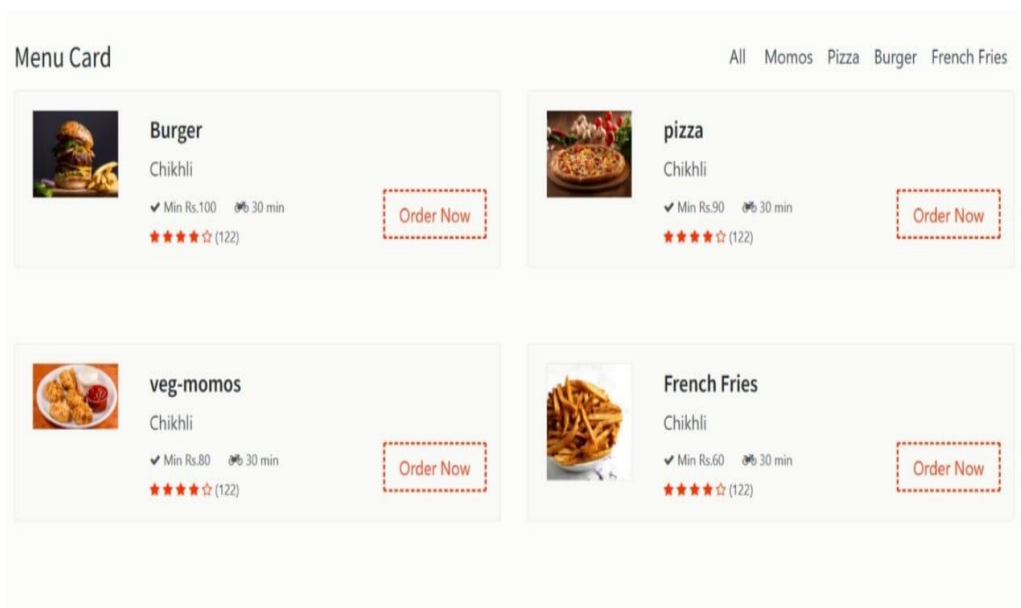 Menu Card
All Momos Pizza Burger French Fries
Burger
Chikhli
Min Rs.100 30 min
(122)
Order Now
pizza
Chikhli
Min Rs.90 30 min
(122)
Order Now
veg-momos
Chikhli
Min Rs.80 30 min
(122)
Order Now
French Fries
Chikhli
Min Rs.60 30 min
(122)
Order Now